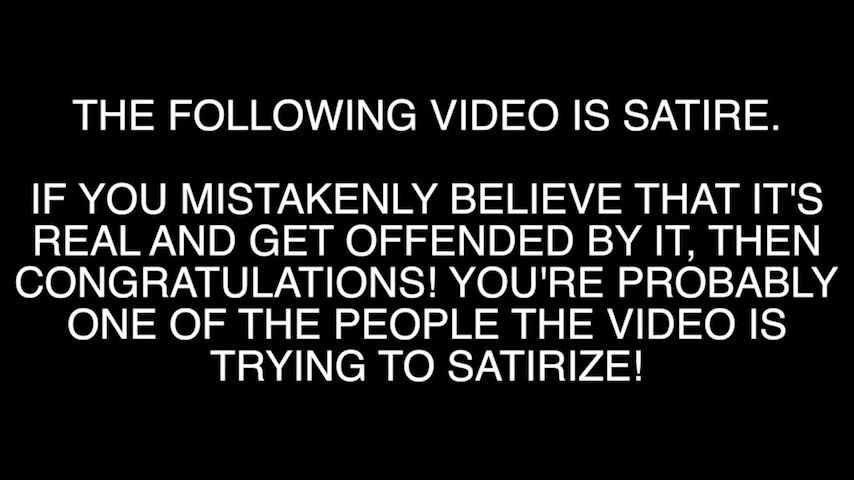 THE FOLLOWING VIDEO IS SATIRE.
IF YOU MISTAKENLY BELIEVE THAT IT'S
REAL AND GET OFFENDED BY IT, THEN
CONGRATULATIONS! YOU'RE PROBABLY
ONE OF THE PEOPLE THE VIDEO IS
TRYING TO SATIRIZE!